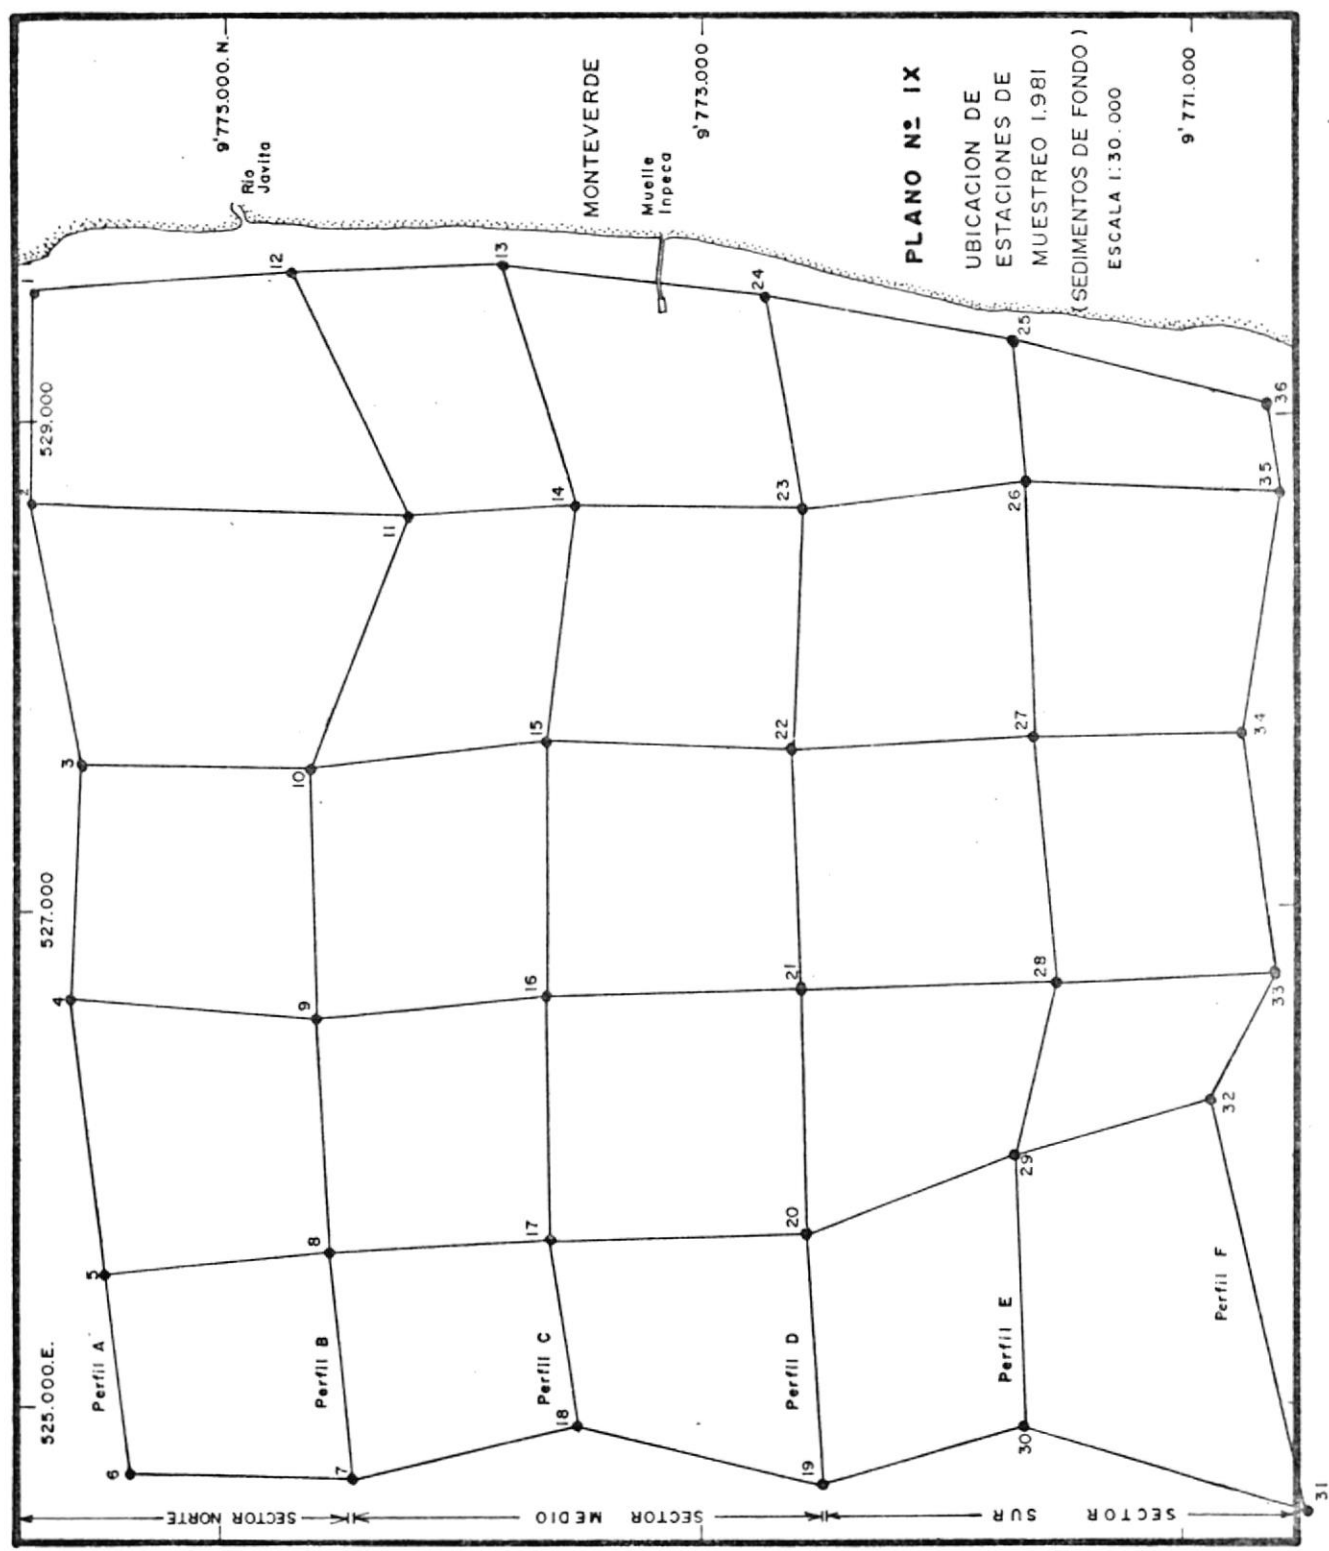 PLANO Nº IX
UBICACION DE
ESTACIONES DE
MUESTREO 1.981
(SEDIMENTOS DE FONDO)
ESCALA 1:30.000
9'775.000.N.
9'773.000
9'771.000
Río
Javita
MONTEVERDE
Muelle
Inpeca
529.000
527.000
525.000.E.
1
2
3
4
5
6
7
8
9
10
11
12
13
14
15
16
17
18
19
20
21
22
23
24
25
26
27
28
29
30
31
32
33
34
35
36
Perfil A
Perfil B
Perfil C
Perfil D
Perfil E
Perfil F
SECTOR NORTE
SECTOR MEDIO
SECTOR SUR